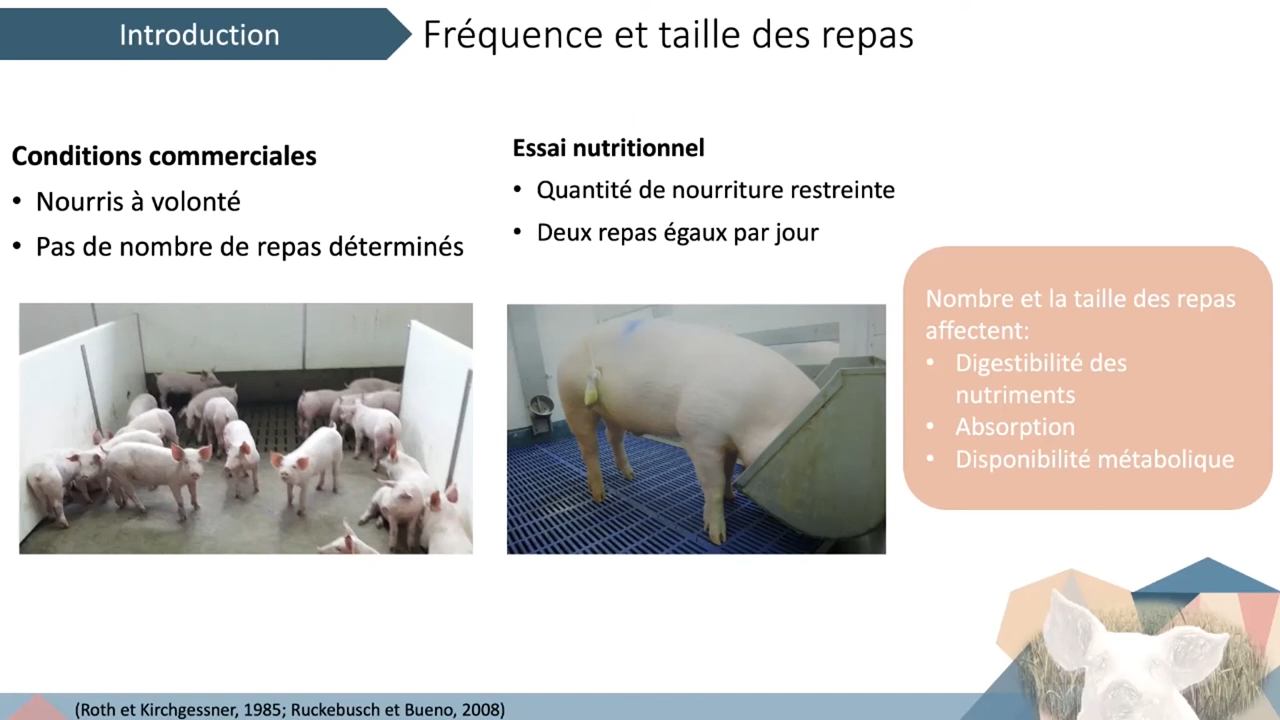 Introduction
Fréquence et taille des repas
Conditions commerciales
• Nourris à volonté
• Pas de nombre de repas déterminés
Essai nutritionnel
• Quantité de nourriture restreinte
• Deux repas égaux par jour
Nombre et la taille des repas
affectent:
• Digestibilité des
nutriments
• Absorption
• Disponibilité métabolique
(Roth et Kirchgessner, 1985; Ruckebusch et Bueno, 2008)